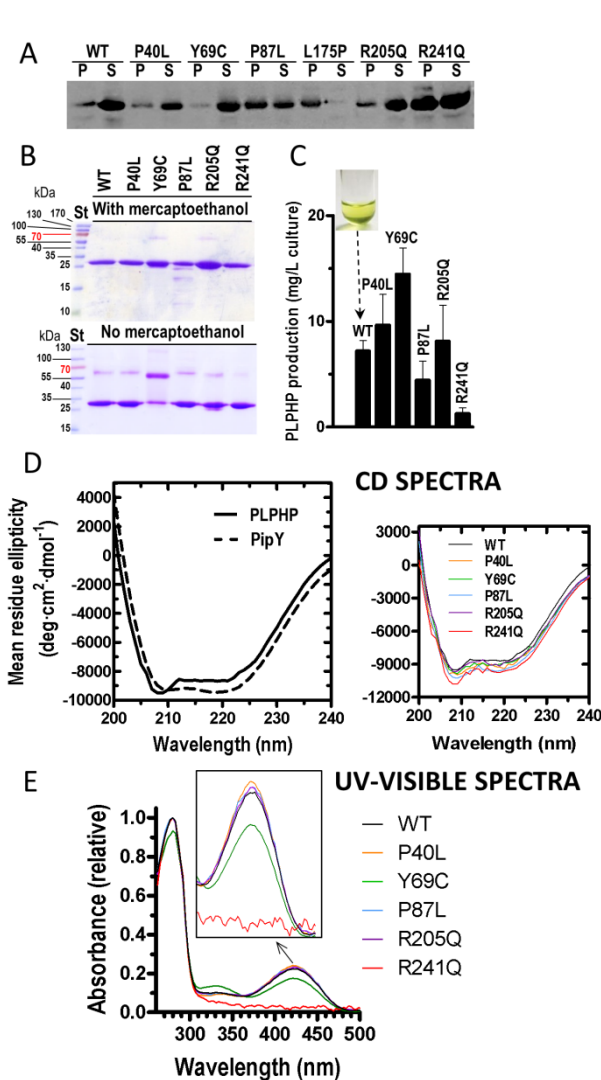 A
WT P40L Y69C P87L L175P R205Q R241Q
P S P S P S P S P S P S P S
B
kDa St WT P40L Y69C P87L R205Q R241Q
With mercaptoethanol
170
130
100
70
55
40
35
25
15
10
kDa St No mercaptoethanol
130
100
70
55
40
35
25
15
C
PLPHP production (mg/L culture)
20
10
0
WT P40L Y69C P87L R205Q R241Q
D
CD SPECTRA
Mean residue ellipticity
(deg·cm²·dmol⁻¹)
4000
2000
0
-2000
-4000
-6000
-8000
-10000
PLPHP
PipY
200 210 220 230 240
Wavelength (nm)
3000
0
-3000
-6000
-9000
-12000
WT
P40L
Y69C
P87L
R205Q
R241Q
200 210 220 230 240
Wavelength (nm)
E
UV-VISIBLE SPECTRA
Absorbance (relative)
1.0
0.8
0.6
0.4
0.2
0.0
300 350 400 450 500
Wavelength (nm)
WT
P40L
Y69C
P87L
R205Q
R241Q